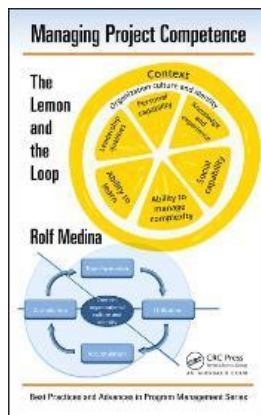 Managing Project Competence
The Lemon
and the
Loop
Context
Organization culture and identity
Personal
capability
Knowledge
and
experience
Leadership
Ability to
learn
Social
capability
Ability to
manage
complexity
Rolf Medina
Transformation
Utilization
CRC Press
Best Practices and Advances in Program Management Series